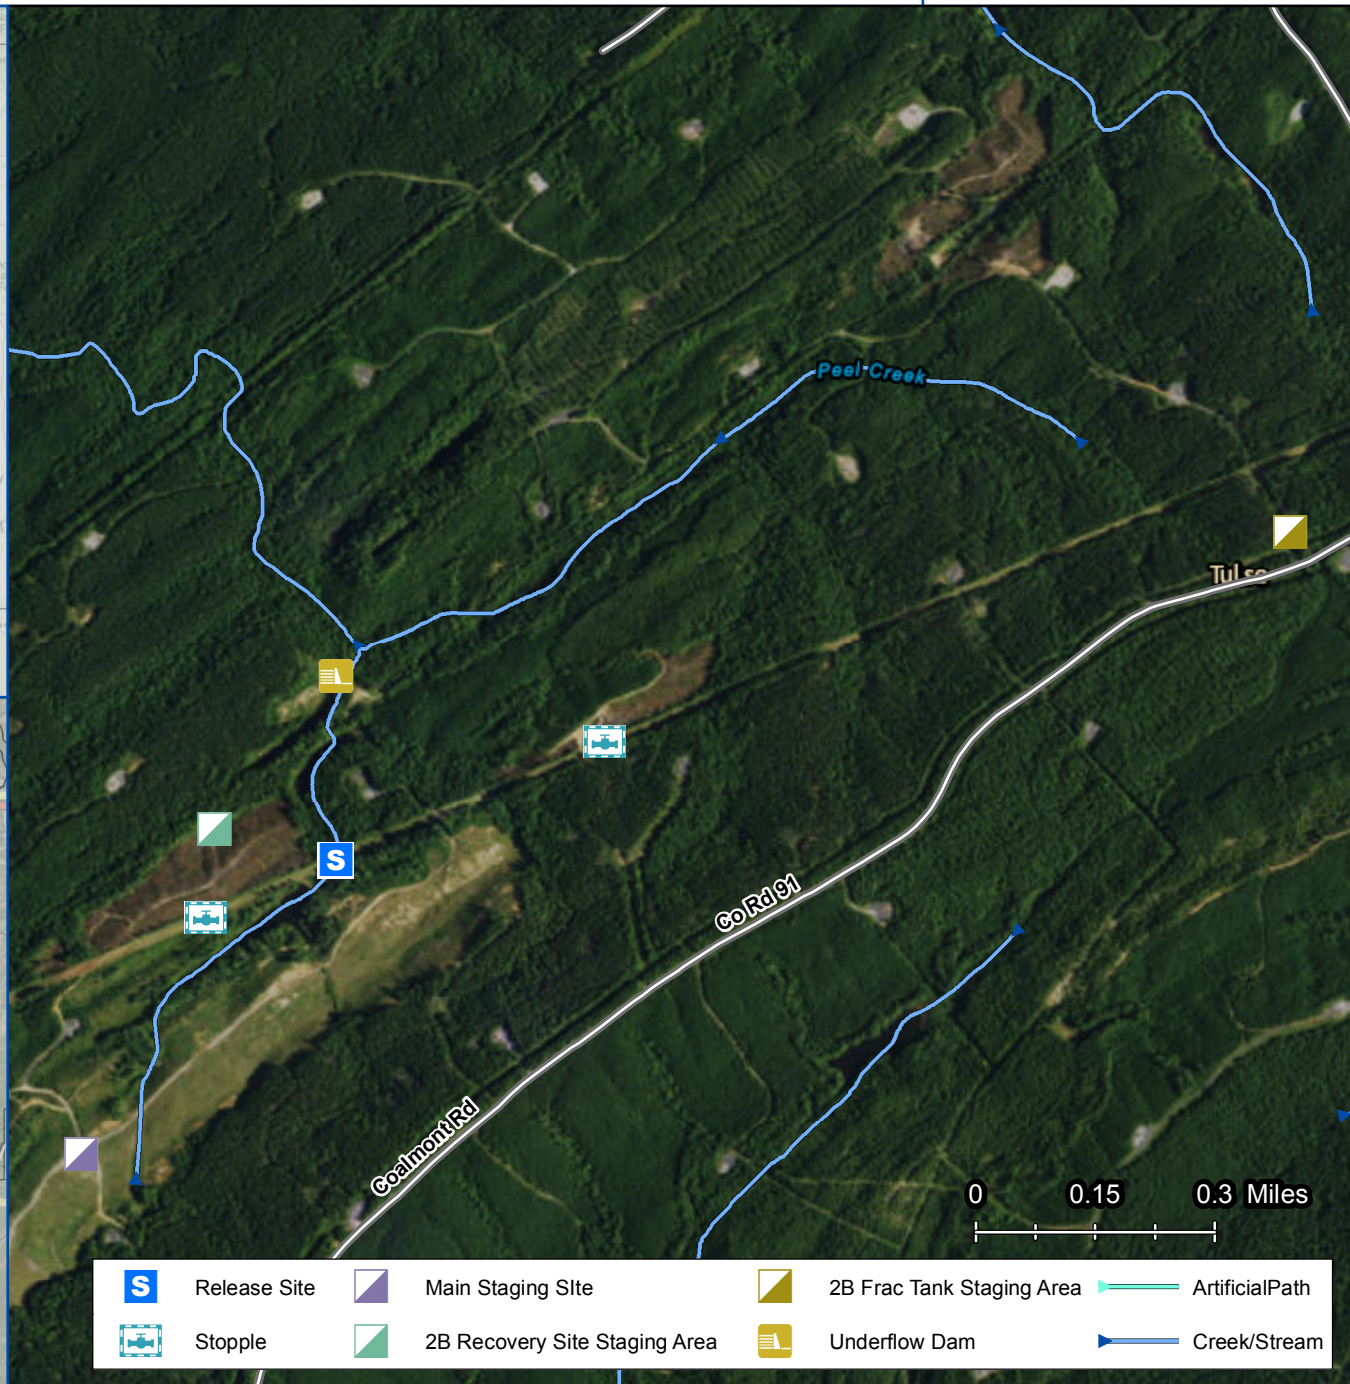 Peel Creek
Co Rd 91
Coalmont Rd
0 0.15 0.3 Miles
S Release Site
Main Staging SIte
2B Frac Tank Staging Area
ArtificialPath
Stopple
2B Recovery Site Staging Area
Underflow Dam
Creek/Stream
S